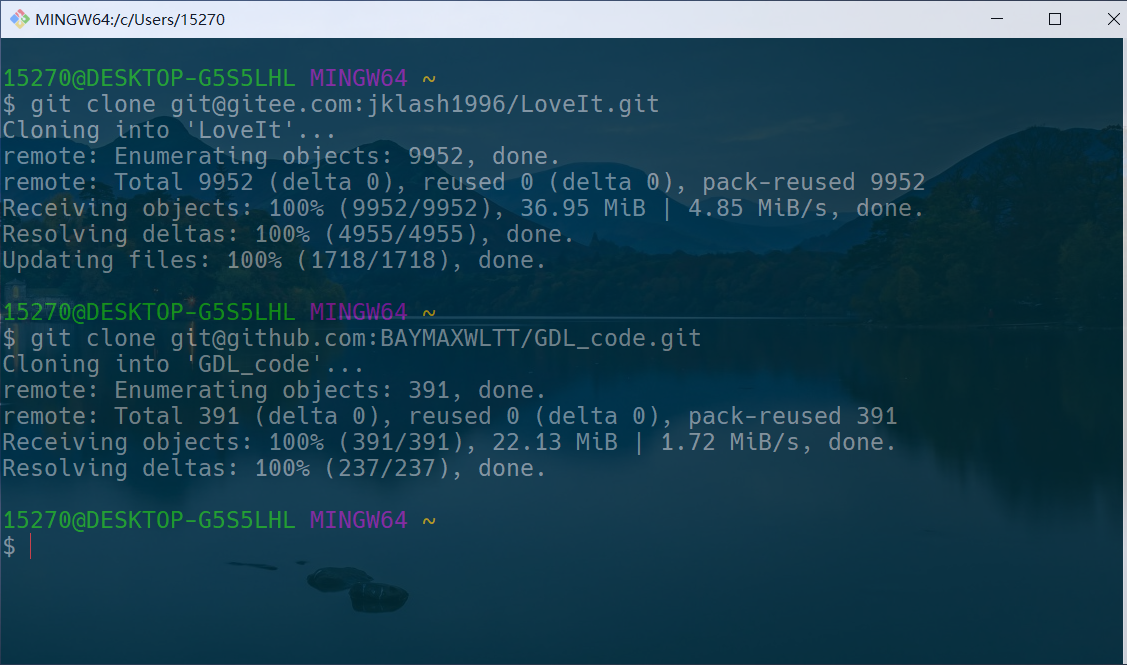 MINGW64:/c/Users/15270
15270@DESKTOP-G5S5LHL MINGW64 ~
$ git clone git@gitee.com:jklash1996/LoveIt.git
Cloning into 'LoveIt'...
remote: Enumerating objects: 9952, done.
remote: Total 9952 (delta 0), reused 0 (delta 0), pack-reused 9952
Receiving objects: 100% (9952/9952), 36.95 MiB | 4.85 MiB/s, done.
Resolving deltas: 100% (4955/4955), done.
Updating files: 100% (1718/1718), done.
15270@DESKTOP-G5S5LHL MINGW64 ~
$ git clone git@github.com:BAYMAXWLTT/GDL_code.git
Cloning into 'GDL_code'...
remote: Enumerating objects: 391, done.
remote: Total 391 (delta 0), reused 0 (delta 0), pack-reused 391
Receiving objects: 100% (391/391), 22.13 MiB | 1.72 MiB/s, done.
Resolving deltas: 100% (237/237), done.
15270@DESKTOP-G5S5LHL MINGW64 ~
$